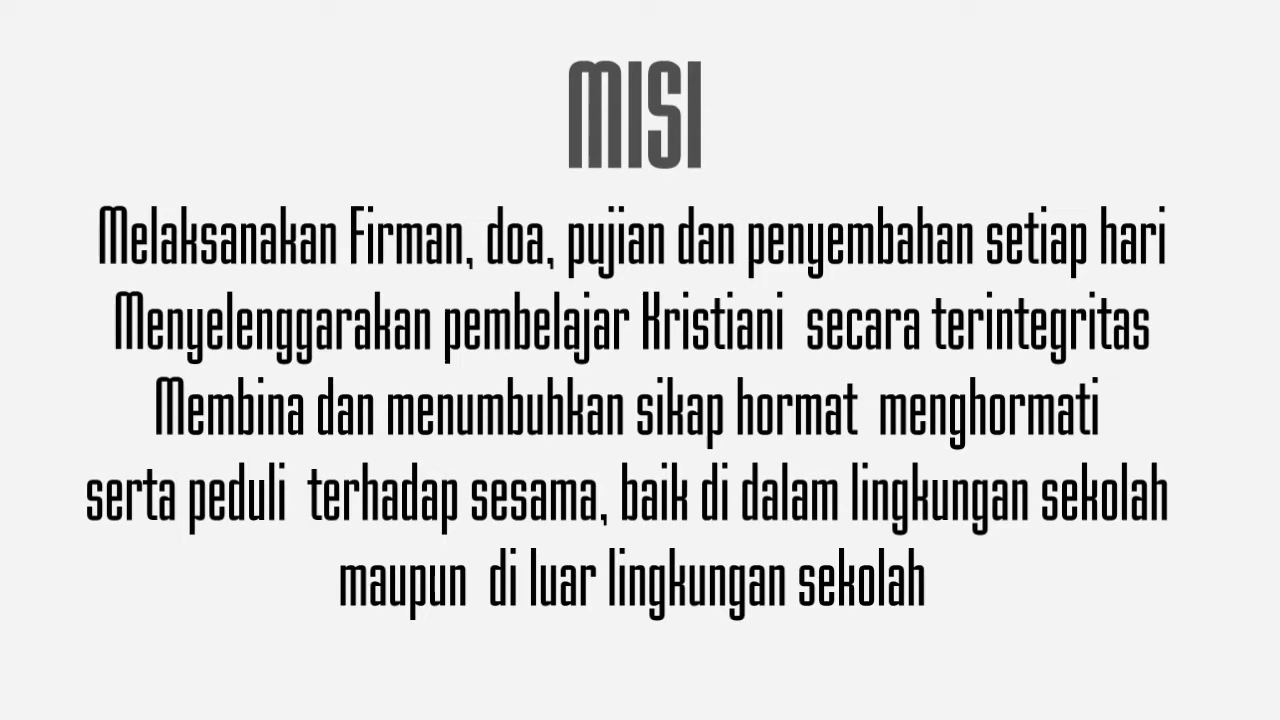 MISI
Melaksanakan Firman, doa, pujian dan penyembahan setiap hari
Menyelenggarakan pembelajar Kristiani secara terintegritas
Membina dan menumbuhkan sikap hormat menghormati
serta peduli terhadap sesama, baik di dalam lingkungan sekolah
maupun di luar lingkungan sekolah